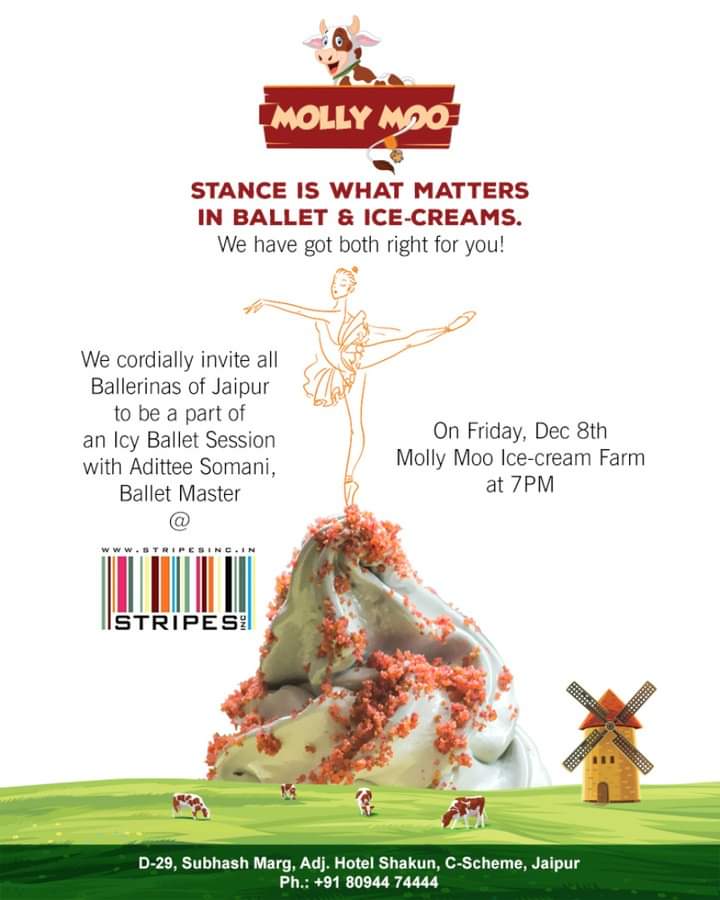 MOLLY MOO
STANCE IS WHAT MATTERS
IN BALLET & ICE-CREAMS.
We have got both right for you!
We cordially invite all
Ballerinas of Jaipur
to be a part of
an Icy Ballet Session
with Adittee Somani,
Ballet Master
@
WWW.STRIPESINC.IN
STRIPES INC
On Friday, Dec 8th
Molly Moo Ice-cream Farm
at 7PM
D-29, Subhash Marg, Adj. Hotel Shakun, C-Scheme, Jaipur
Ph.: +91 80944 74444